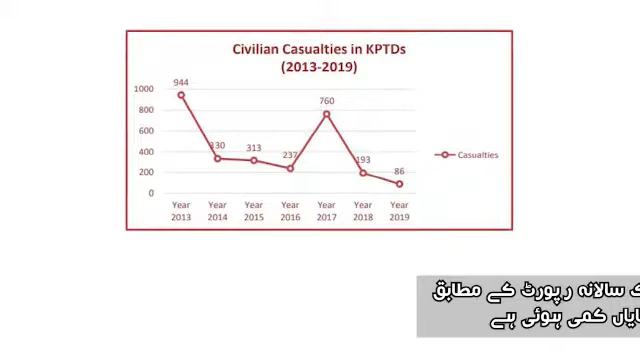 Civilian Casualties in KPTDs
(2013-2019)
1000
800
600
400
200
0
944
330
313
237
760
193
86
Year 2013
Year 2014
Year 2015
Year 2016
Year 2017
Year 2018
Year 2019
Casualties
سالانہ رپورٹ کے مطابق
کمی ہوئی ہے